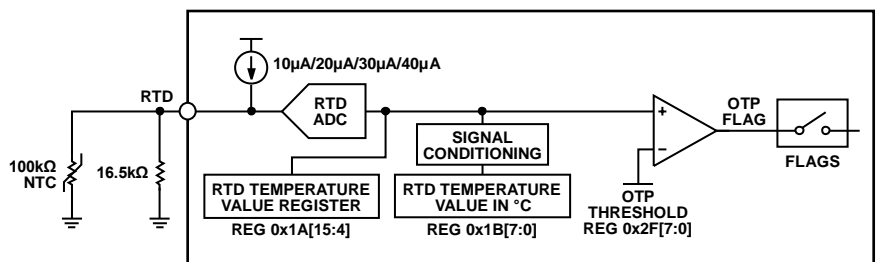 10µA/20µA/30µA/40µA
RTD
RTD
ADC
OTP
FLAG
+
−
FLAGS
SIGNAL
CONDITIONING
100kΩ
NTC
16.5kΩ
RTD TEMPERATURE
VALUE REGISTER
REG 0x1A[15:4]
RTD TEMPERATURE
VALUE IN °C
REG 0x1B[7:0]
OTP
THRESHOLD
REG 0x2F[7:0]